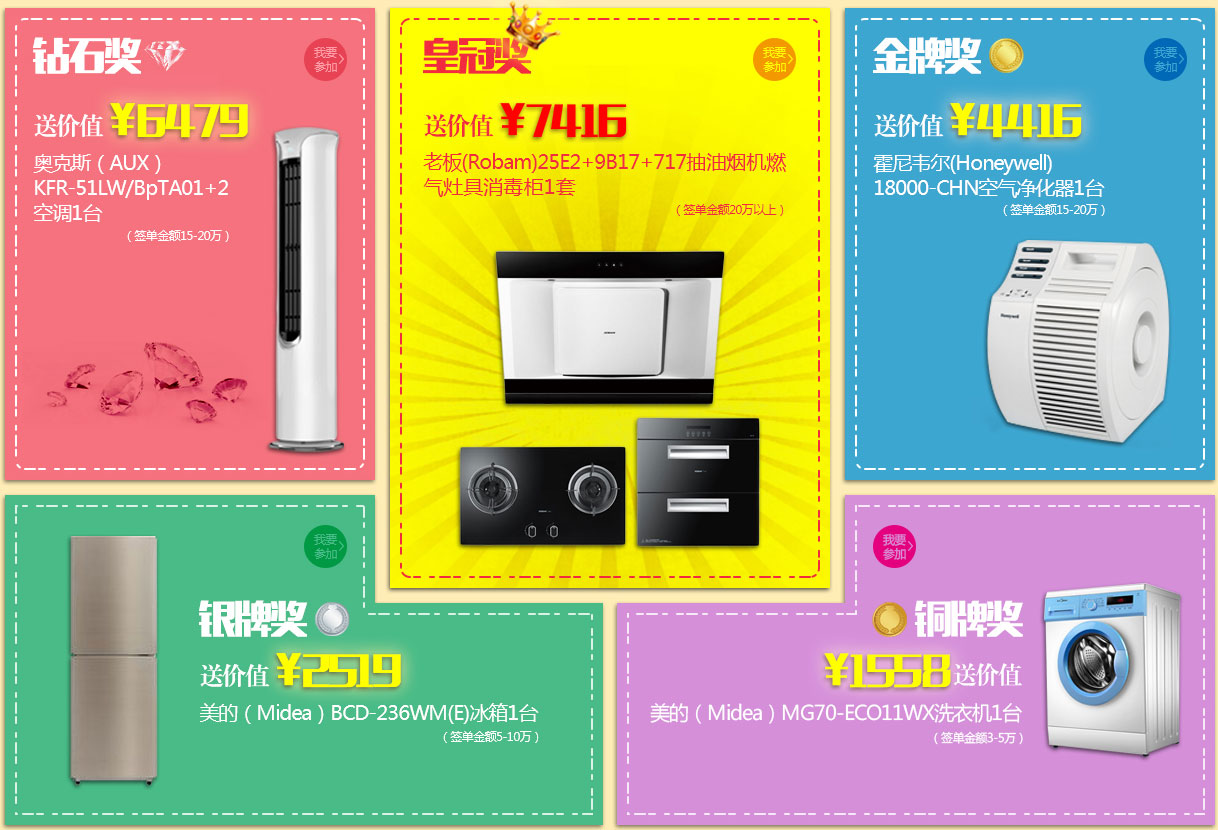 钻石奖
我要
参加
送价值 ¥6479
奥克斯（AUX）
KFR-51LW/BpTA01+2
空调1台
（签单金额15-20万）
皇冠奖
我要
参加
送价值 ¥7416
老板(Robam)25E2+9B17+717抽油烟机燃
气灶具消毒柜1套
（签单金额20万以上）
金牌奖
我要
参加
送价值 ¥4416
霍尼韦尔(Honeywell)
18000-CHN空气净化器1台
（签单金额15-20万）
Honeywell
我要
参加
银牌奖
送价值 ¥2519
美的（Midea）BCD-236WM(E)冰箱1台
（签单金额5-10万）
我要
参加
铜牌奖
¥1558送价值
美的（Midea）MG70-ECO11WX洗衣机1台
（签单金额3-5万）